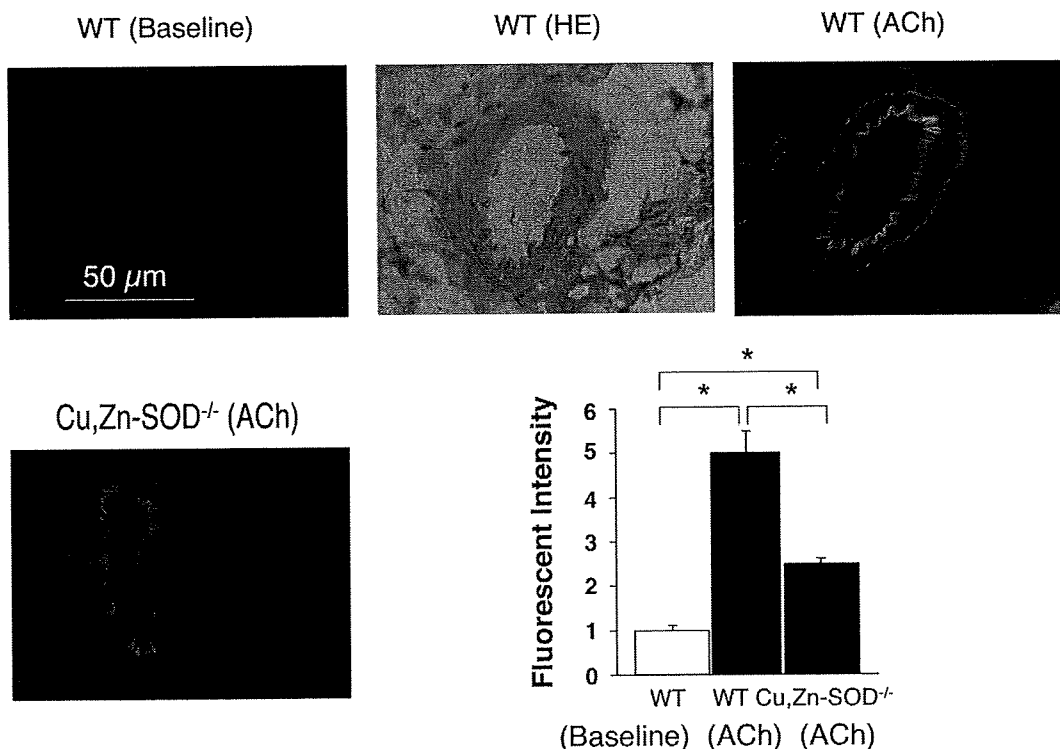 WT (Baseline)
WT (HE)
WT (ACh)
50 µm
Cu,Zn-SOD-/- (ACh)
*
*
*
Fluorescent Intensity
6
5
4
3
2
1
0
WT
WT
Cu,Zn-SOD-/-
(Baseline)
(ACh)
(ACh)